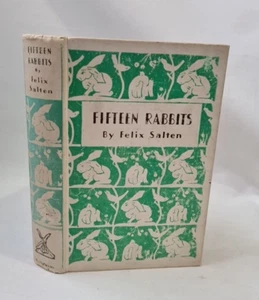 FIFTEEN
RABBITS
By
Felix
Salten
FIFTEEN RABBITS
By Felix Salten